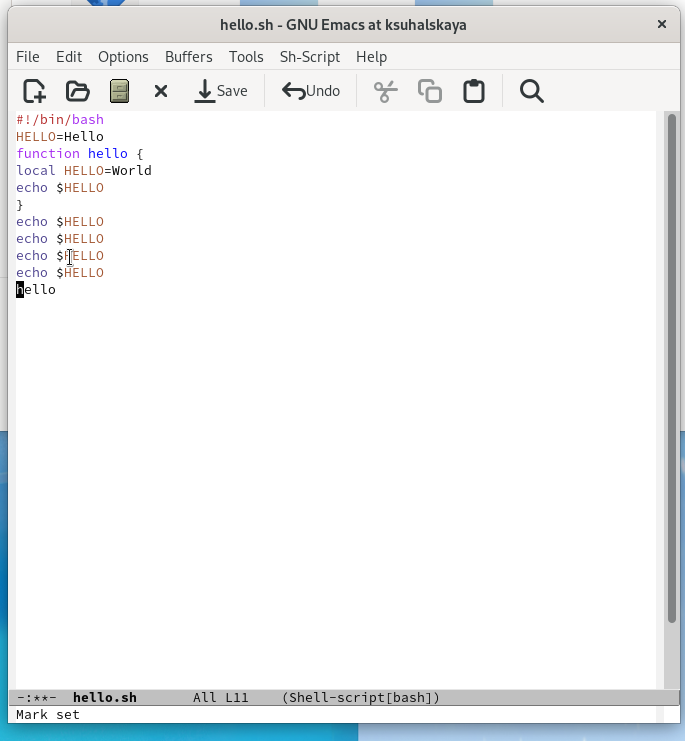 hello.sh - GNU Emacs at ksuhalskaya
File Edit Options Buffers Tools Sh-Script Help
Save Undo
#!/bin/bash
HELLO=Hello
function hello {
local HELLO=World
echo $HELLO
}
echo $HELLO
echo $HELLO
echo $HELLO
echo $HELLO
hello
-:**- hello.sh All L11 (Shell-script[bash])
Mark set